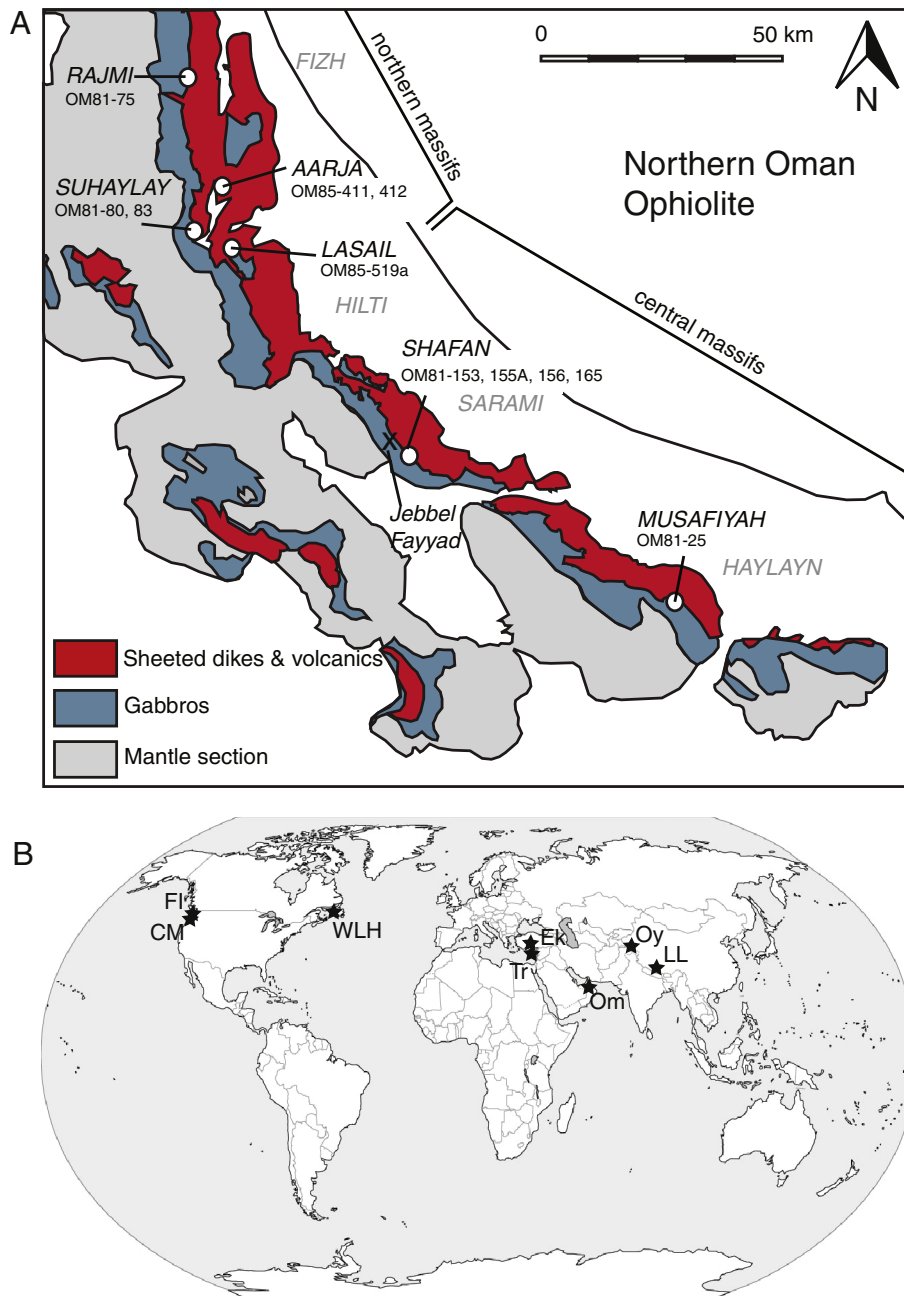 A
0
50 km
N
northern massifs
central massifs
Northern Oman
Ophiolite
FIZH
RAJMI
OM81-75
AARJA
OM85-411, 412
SUHAYLAY
OM81-80, 83
LASAIL
OM85-519a
HILTI
SHAFAN
OM81-153, 155A, 156, 165
SARAMI
X
Jebbel
Fayyad
MUSAFIYAH
OM81-25
HAYLAYN
Sheeted dikes & volcanics
Gabbros
Mantle section
B
FI
CM
WLH
Ek
Tr
Oy
LL
Om